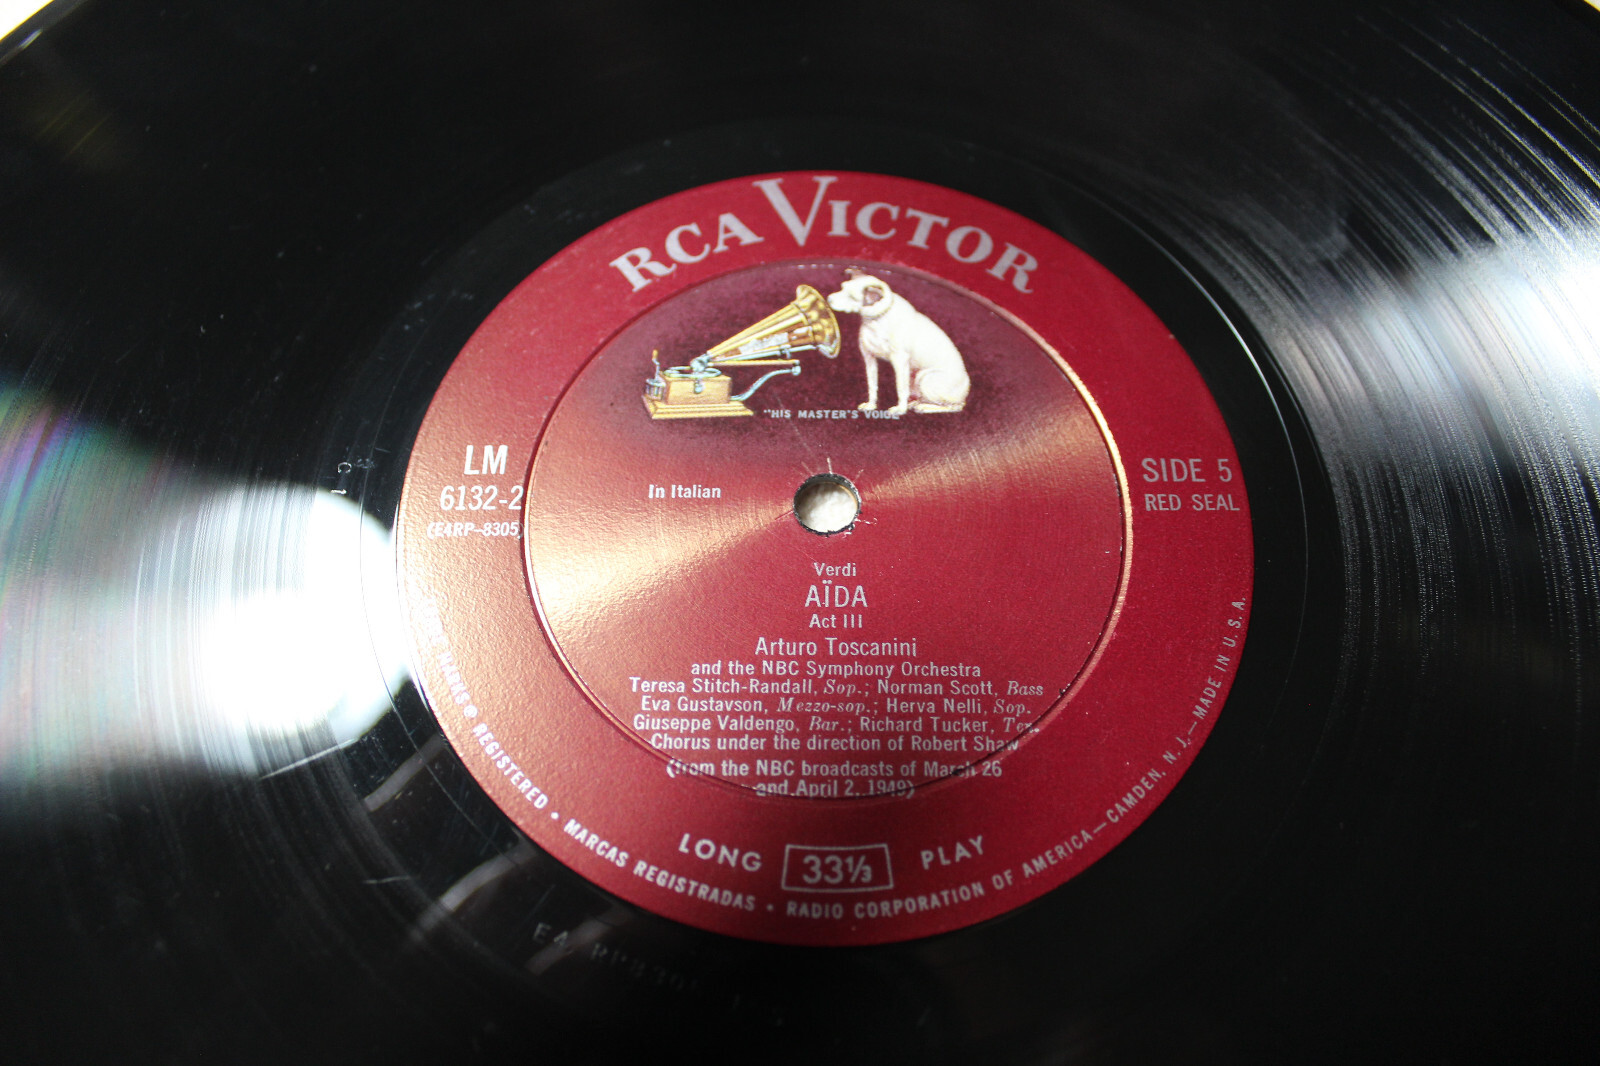 RCA VICTOR
"HIS MASTER'S VOICE
LM
6132-2
(E4RP-8305)
In Italian
SIDE 5
RED SEAL
Verdi
AÏDA
Act III
Arturo Toscanini
and the NBC Symphony Orchestra
Teresa Stitch-Randall, Sop.; Norman Scott, Bass
Eva Gustavson, Mezzo-sop.; Herva Nelli, Sop.
Giuseppe Valdengo, Bar.; Richard Tucker, Ten.
Chorus under the direction of Robert Shaw
(from the NBC broadcasts of March 26
and April 2, 1949)
LONG 33⅓ PLAY
REGISTERED • MARCAS REGISTRADAS • RADIO CORPORATION OF AMERICA—CAMDEN, N. J.—MADE IN U. S. A.